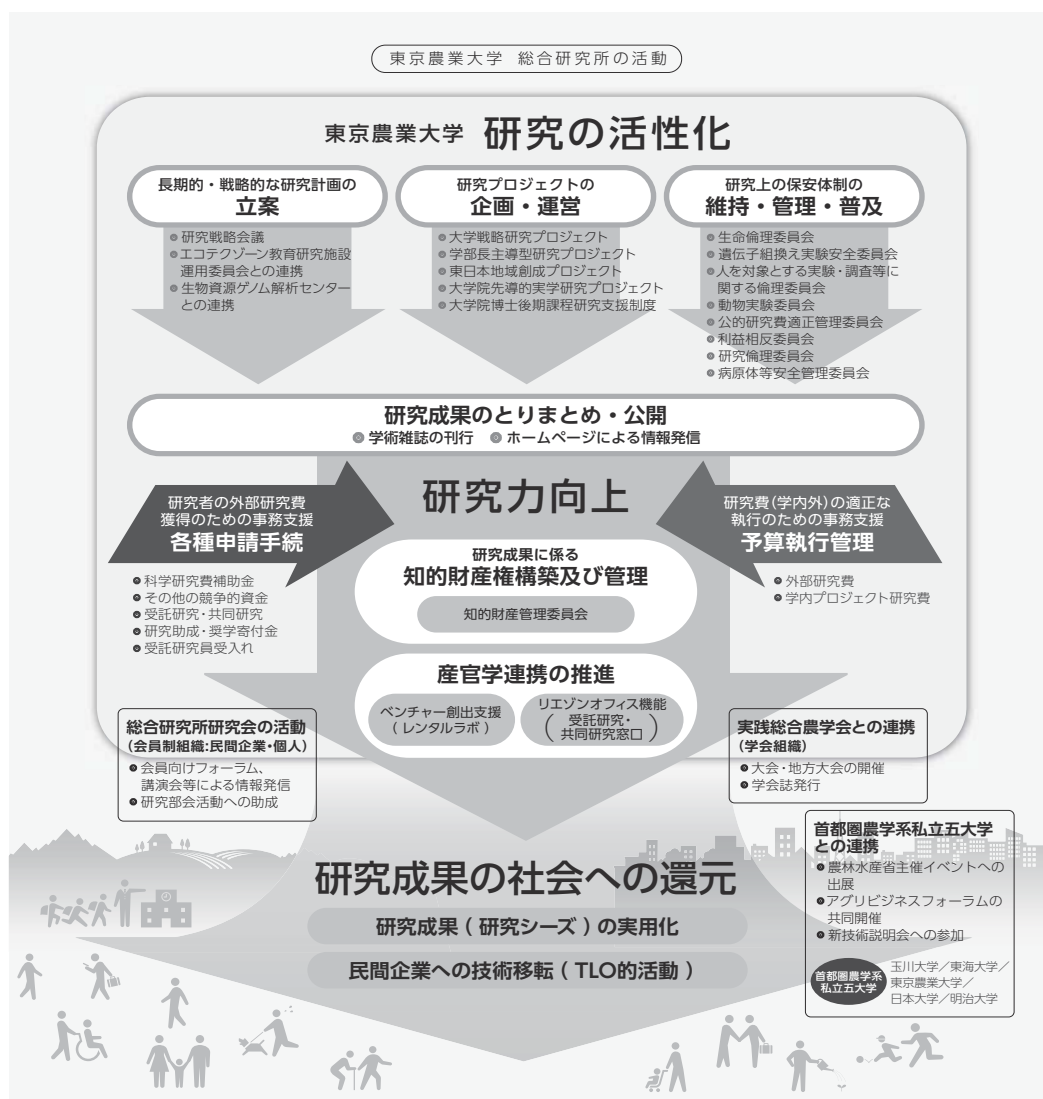 東京農業大学 総合研究所の活動
東京農業大学 研究の活性化
長期的・戦略的な研究計画の
立案
●研究戦略会議
●エコテクゾーン教育研究施設
運用委員会との連携
●生物資源ゲノム解析センター
との連携
研究プロジェクトの
企画・運営
●大学戦略研究プロジェクト
●学部長主導型研究プロジェクト
●東日本地域創成プロジェクト
●大学院先導的実学研究プロジェクト
●大学院博士後期課程研究支援制度
研究上の保安体制の
維持・管理・普及
●生命倫理委員会
●遺伝子組換え実験安全委員会
●人を対象とする実験・調査等に
関する倫理委員会
●動物実験委員会
●公的研究費適正管理委員会
●利益相反委員会
●研究倫理委員会
●病原体等安全管理委員会
研究成果のとりまとめ・公開
●学術雑誌の刊行 ●ホームページによる情報発信
研究力向上
研究者の外部研究費
獲得のための事務支援
各種申請手続
●科学研究費補助金
●その他の競争的資金
●受託研究・共同研究
●研究助成・奨学寄付金
●受託研究員受入れ
研究費(学内外)の適正な
執行のための事務支援
予算執行管理
●外部研究費
●学内プロジェクト研究費
研究成果に係る
知的財産権構築及び管理
知的財産管理委員会
産官学連携の推進
ベンチャー創出支援
(レンタルラボ)
リエゾンオフィス機能
(受託研究・
共同研究窓口)
総合研究所研究会の活動
(会員制組織:民間企業・個人)
●会員向けフォーラム、
講演会等による情報発信
●研究部会活動への助成
実践総合農学会との連携
(学会組織)
●大会・地方大会の開催
●学会誌発行
首都圏農学系私立五大学
との連携
●農林水産省主催イベントへの
出展
●アグリビジネスフォーラムの
共同開催
●新技術説明会への参加
首都圏農学系
私立五大学
玉川大学／東海大学／
東京農業大学／
日本大学／明治大学
研究成果の社会への還元
研究成果(研究シーズ)の実用化
民間企業への技術移転(TLO的活動)